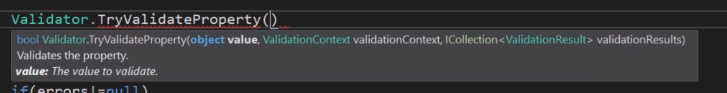 Validator.TryValidateProperty()
bool Validator.TryValidateProperty(object value, ValidationContext validationContext, ICollection<ValidationResult> validationResults)
Validates the property.
value: The value to validate.
if(errors!=null)